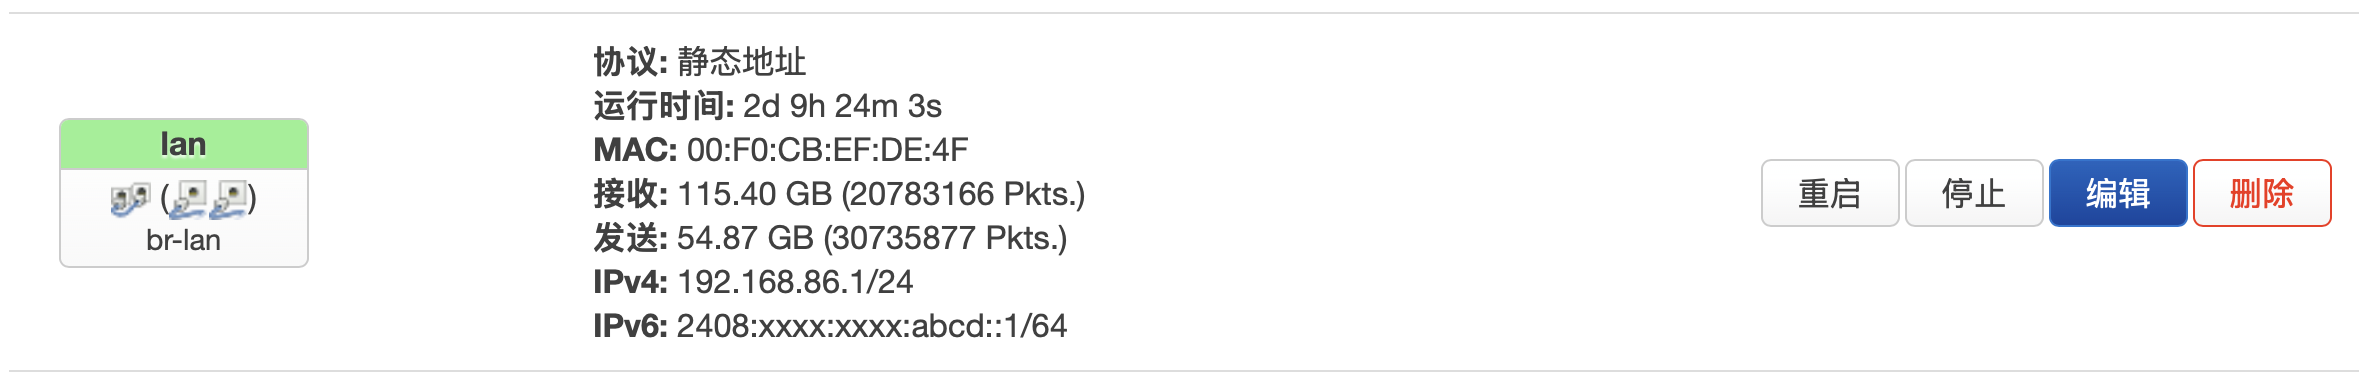 lan
()
br-lan
协议: 静态地址
运行时间: 2d 9h 24m 3s
MAC: 00:F0:CB:EF:DE:4F
接收: 115.40 GB (20783166 Pkts.)
发送: 54.87 GB (30735877 Pkts.)
IPv4: 192.168.86.1/24
IPv6: 2408:xxxx:xxxx:abcd::1/64
重启 停止 编辑 删除